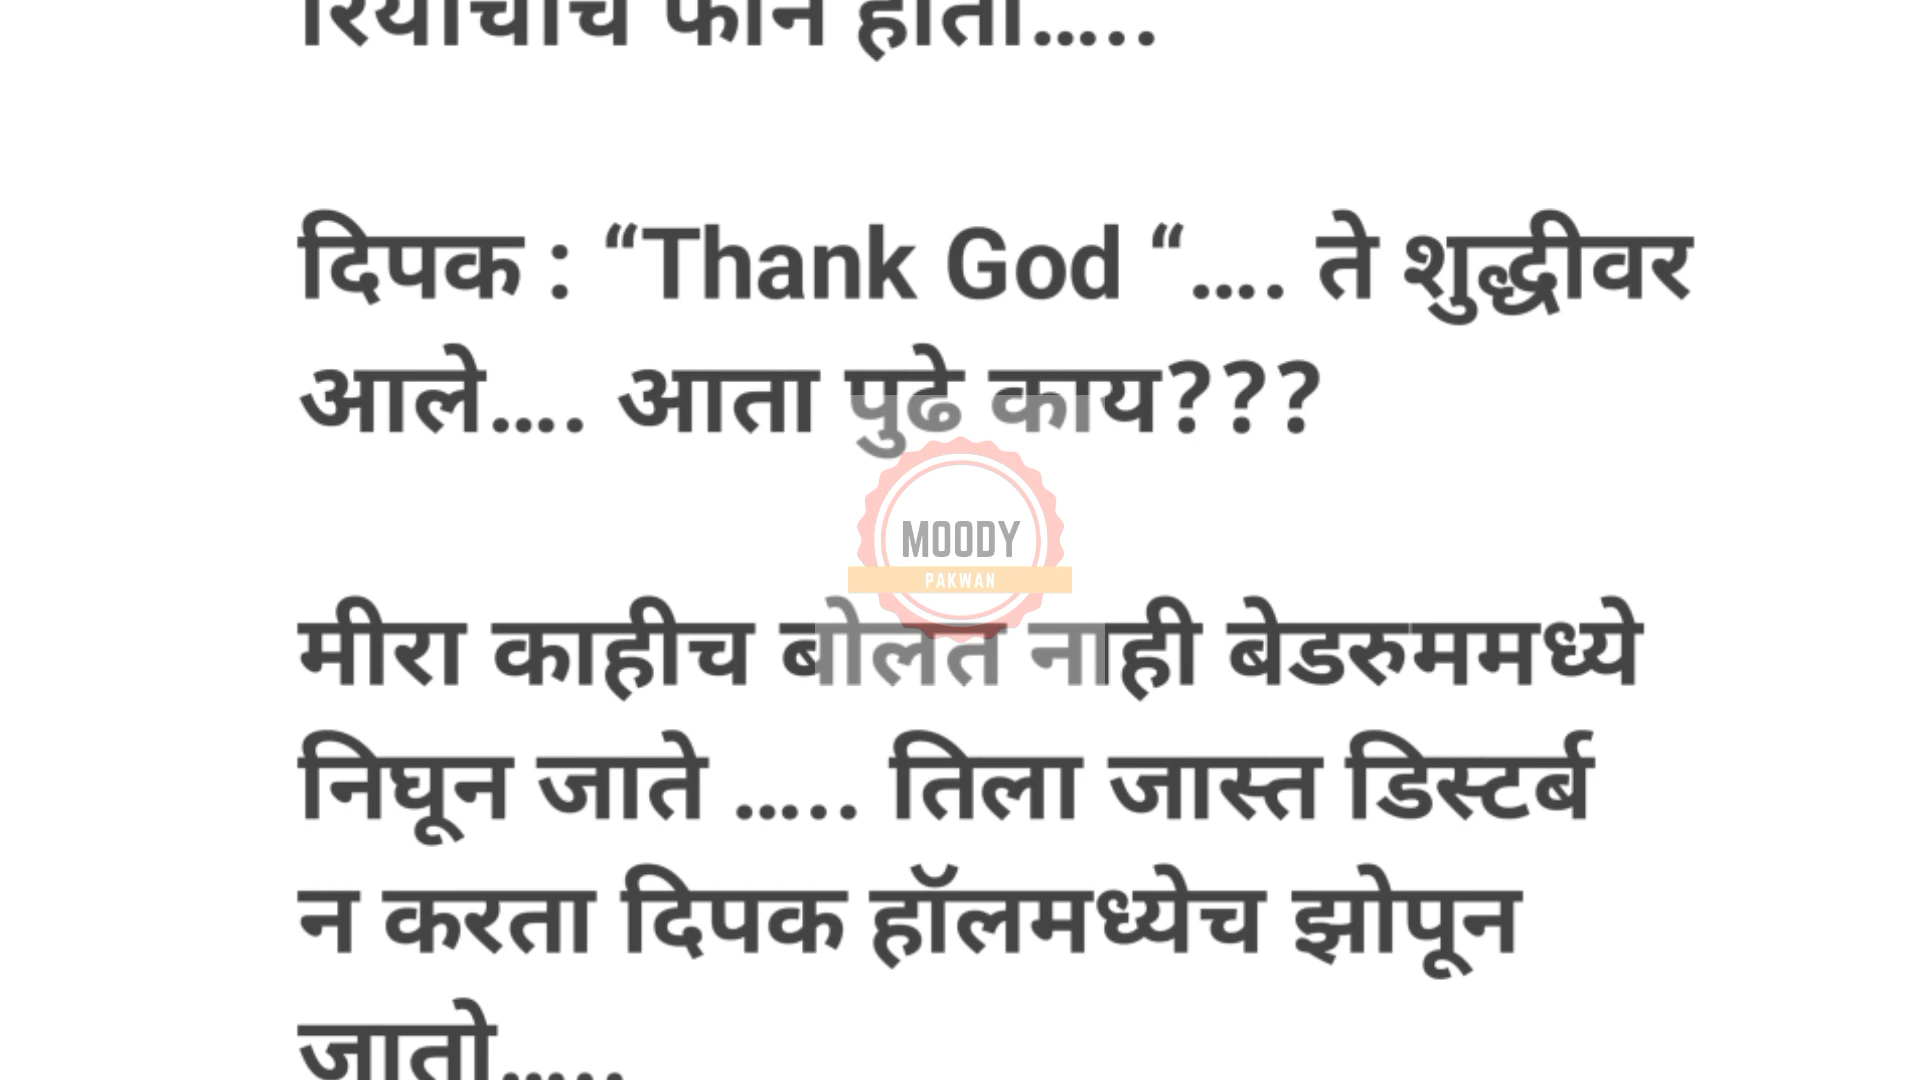 रियाचाच फोन होता.....
दिपक : “Thank God “.... ते शुद्धीवर
आले.... आता पुढे काय???
MOODY
PAKWAN
मीरा काहीच बोलत नाही बेडरुममध्ये
निघून जाते ..... तिला जास्त डिस्टर्ब
न करता दिपक हॉलमध्येच झोपून
जातो.....